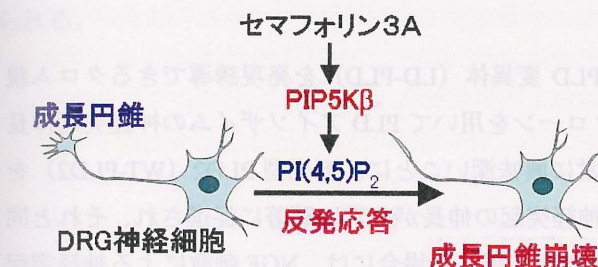 セマフォリン3A
PIP5Kβ
成長円錐
PI(4,5)P2
反発応答
DRG神経細胞
成長円錐崩壊